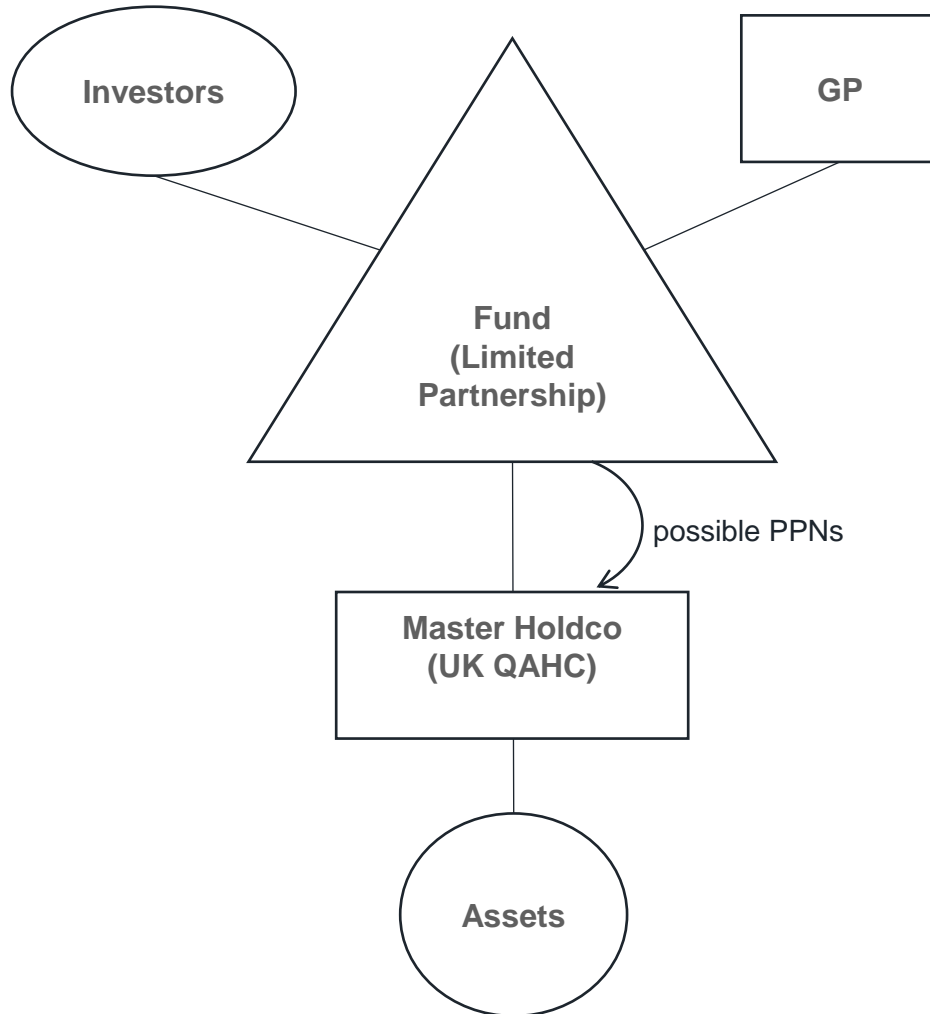 Investors
GP
Fund
(Limited
Partnership)
possible PPNs
Master Holdco
(UK QAHC)
Assets